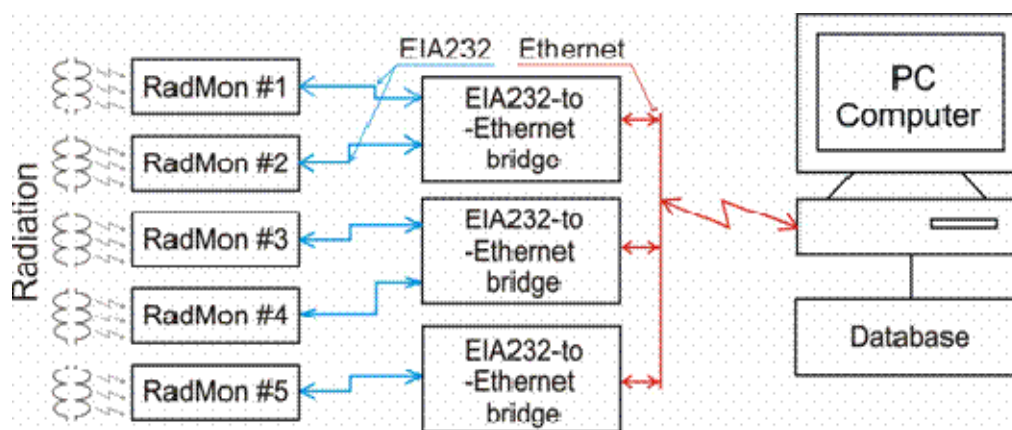 EIA232 Ethernet
Radiation
RadMon #1
RadMon #2
RadMon #3
RadMon #4
RadMon #5
EIA232-to
-Ethernet
bridge
EIA232-to
-Ethernet
bridge
EIA232-to
-Ethernet
bridge
PC
Computer
Database